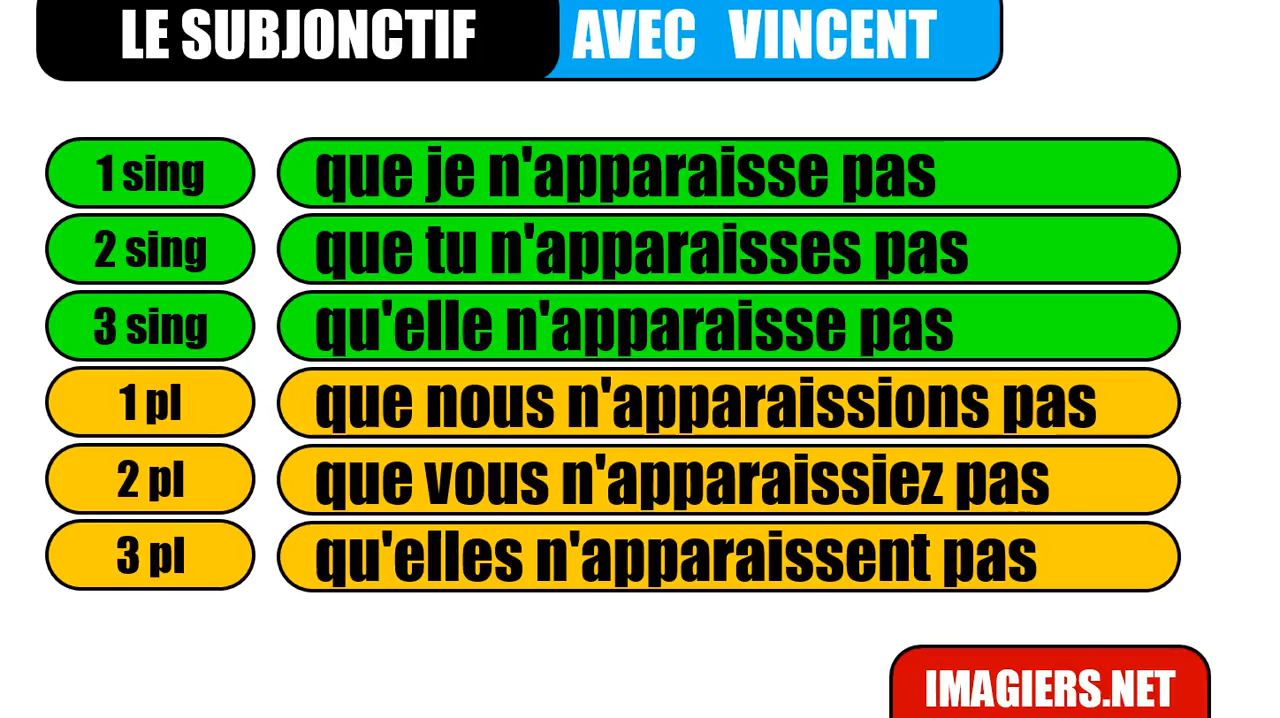 LE SUBJONCTIF AVEC VINCENT
1 sing que je n'apparaisse pas
2 sing que tu n'apparaisses pas
3 sing qu'elle n'apparaisse pas
1 pl que nous n'apparaissions pas
2 pl que vous n'apparaissiez pas
3 pl qu'elles n'apparaissent pas
IMAGIERS.NET